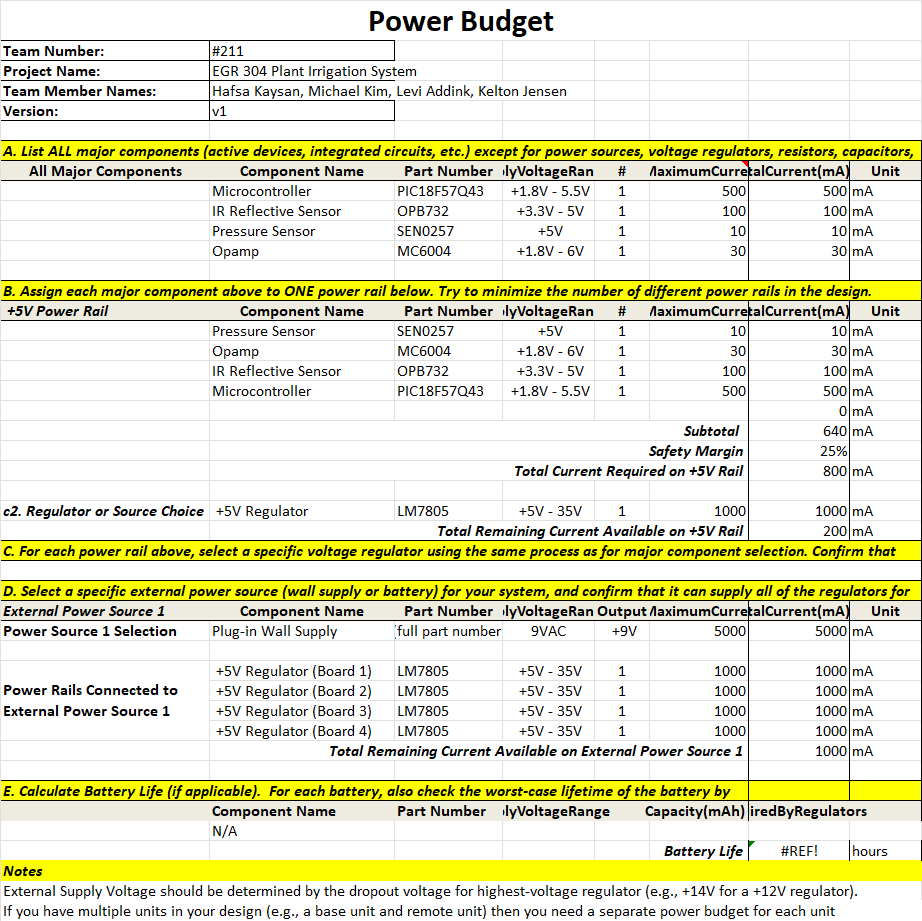 Power Budget
Team Number: #211
Project Name: EGR 304 Plant Irrigation System
Team Member Names: Hafsa Kaysan, Michael Kim, Levi Addink, Kelton Jensen
Version: v1
A. List ALL major components (active devices, integrated circuits, etc.) except for power sources, voltage regulators, resistors, capacitors,
All Major Components Component Name Part Number lyVoltageRan # MaximumCurre talCurrent(mA) Unit
Microcontroller PIC18F57Q43 +1.8V - 5.5V 1 500 500 mA
IR Reflective Sensor OPB732 +3.3V - 5V 1 100 100 mA
Pressure Sensor SEN0257 +5V 1 10 10 mA
Opamp MC6004 +1.8V - 6V 1 30 30 mA
B. Assign each major component above to ONE power rail below. Try to minimize the number of different power rails in the design.
+5V Power Rail Component Name Part Number lyVoltageRan # MaximumCurre talCurrent(mA) Unit
Pressure Sensor SEN0257 +5V 1 10 10 mA
Opamp MC6004 +1.8V - 6V 1 30 30 mA
IR Reflective Sensor OPB732 +3.3V - 5V 1 100 100 mA
Microcontroller PIC18F57Q43 +1.8V - 5.5V 1 500 500 mA
0 mA
Subtotal 640 mA
Safety Margin 25%
Total Current Required on +5V Rail 800 mA
c2. Regulator or Source Choice +5V Regulator LM7805 +5V - 35V 1 1000 1000 mA
Total Remaining Current Available on +5V Rail 200 mA
C. For each power rail above, select a specific voltage regulator using the same process as for major component selection. Confirm that
D. Select a specific external power source (wall supply or battery) for your system, and confirm that it can supply all of the regulators for
External Power Source 1 Component Name Part Number lyVoltageRan Output MaximumCurre talCurrent(mA) Unit
Power Source 1 Selection Plug-in Wall Supply (full part number 9VAC +9V 5000 5000 mA
+5V Regulator (Board 1) LM7805 +5V - 35V 1 1000 1000 mA
Power Rails Connected to +5V Regulator (Board 2) LM7805 +5V - 35V 1 1000 1000 mA
External Power Source 1 +5V Regulator (Board 3) LM7805 +5V - 35V 1 1000 1000 mA
+5V Regulator (Board 4) LM7805 +5V - 35V 1 1000 1000 mA
Total Remaining Current Available on External Power Source 1 1000 mA
E. Calculate Battery Life (if applicable). For each battery, also check the worst-case lifetime of the battery by
Component Name Part Number lyVoltageRange Capacity(mAh) iredByRegulators
N/A
Battery Life #REF! hours
Notes
External Supply Voltage should be determined by the dropout voltage for highest-voltage regulator (e.g., +14V for a +12V regulator).
If you have multiple units in your design (e.g., a base unit and remote unit) then you need a separate power budget for each unit